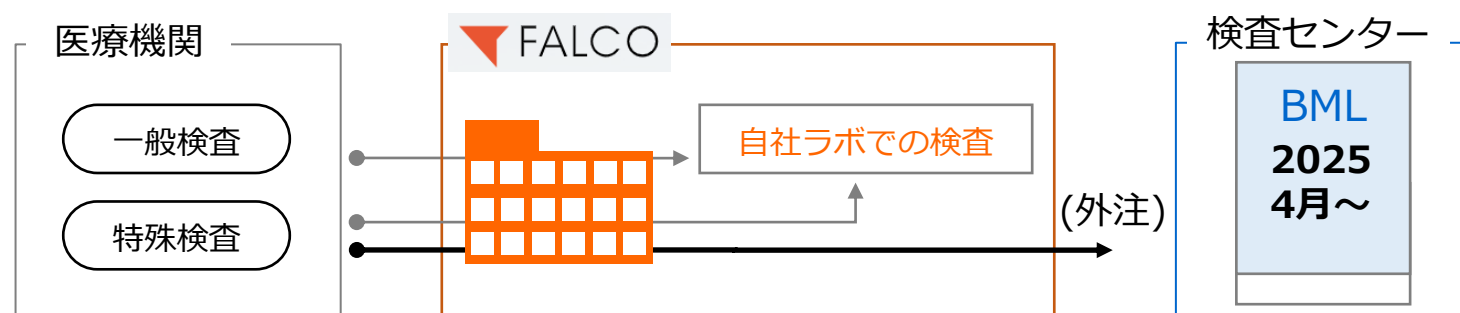 医療機関
FALCO
検査センター
一般検査
特殊検査
自社ラボでの検査
(外注)
BML
2025
4月～